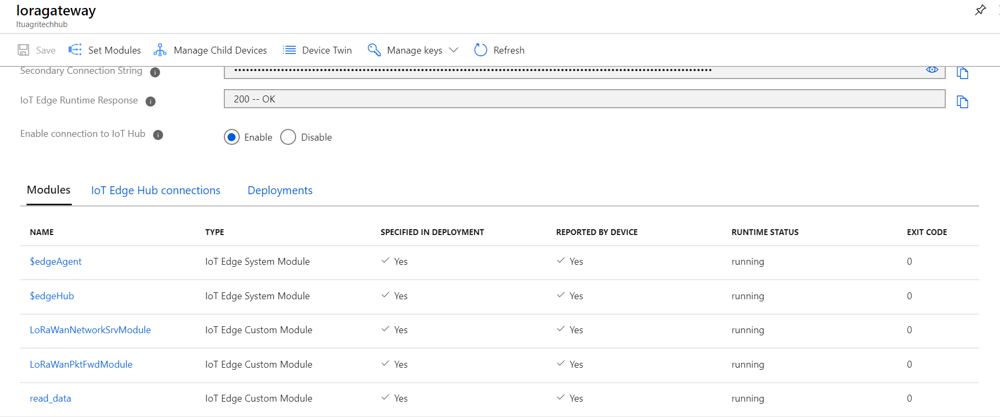 loragateway
ltuagritechhub
Save Set Modules Manage Child Devices Device Twin Manage keys Refresh
Secondary Connection String
IoT Edge Runtime Response 200 -- OK
Enable connection to IoT Hub Enable Disable
Modules IoT Edge Hub connections Deployments
NAME TYPE SPECIFIED IN DEPLOYMENT REPORTED BY DEVICE RUNTIME STATUS EXIT CODE
$edgeAgent IoT Edge System Module Yes Yes running 0
$edgeHub IoT Edge System Module Yes Yes running 0
LoRaWanNetworkSrvModule IoT Edge Custom Module Yes Yes running 0
LoRaWanPktFwdModule IoT Edge Custom Module Yes Yes running 0
read_data IoT Edge Custom Module Yes Yes running 0